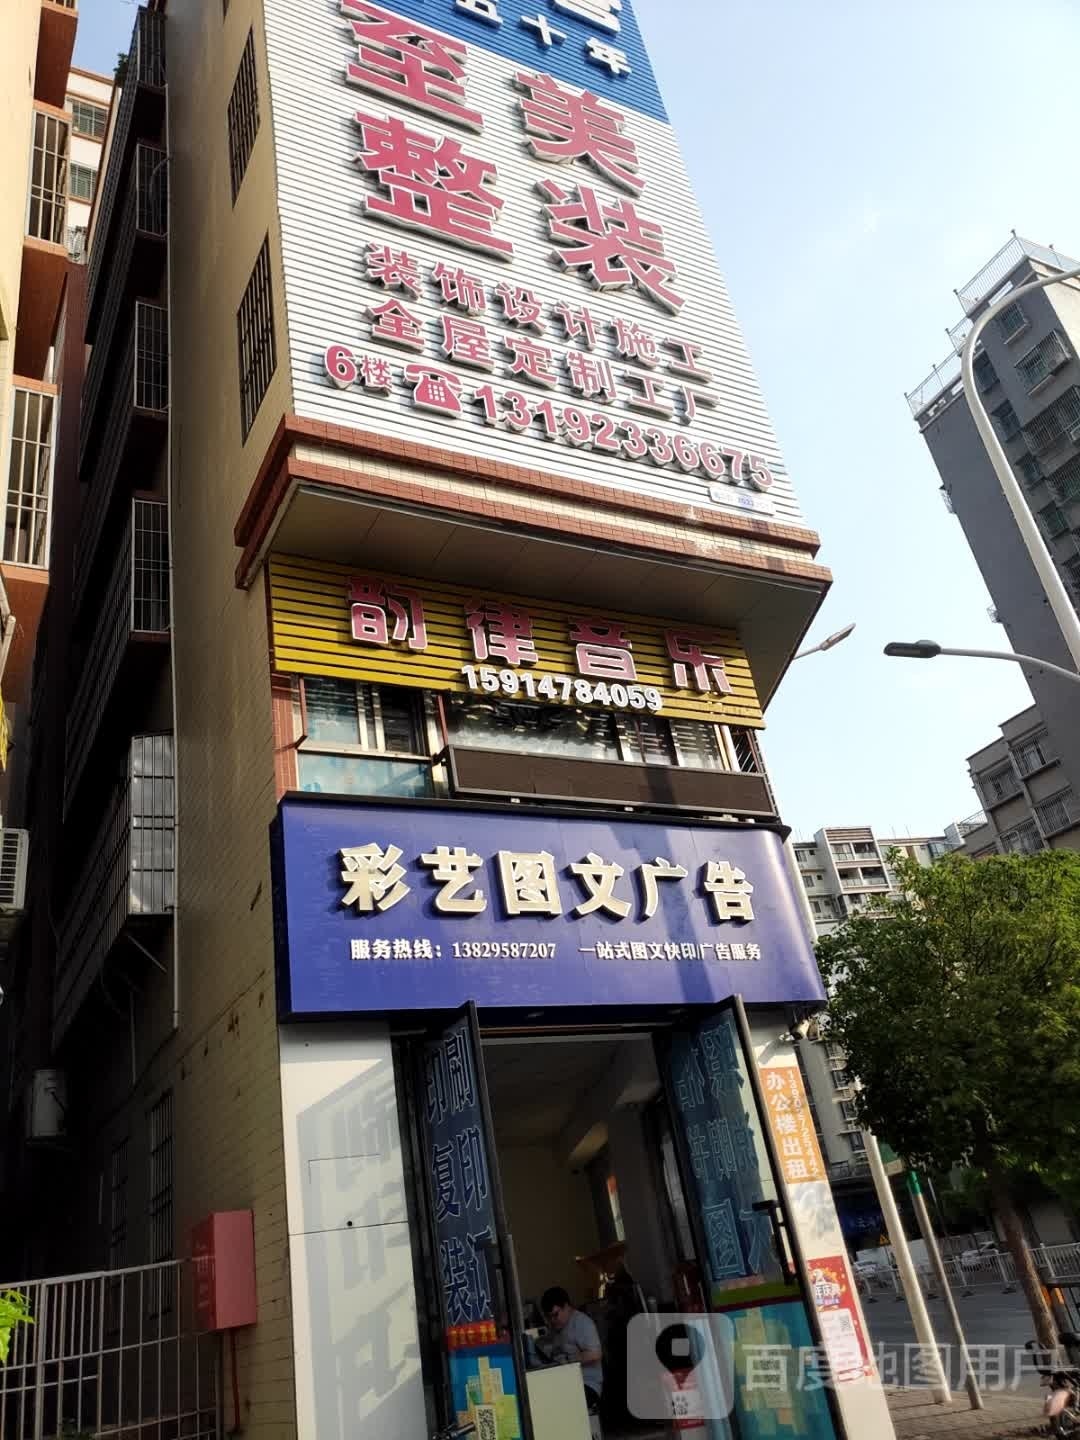 五十年
至美
整装
装饰设计施工
全屋定制工厂
6楼☎13192336675
韵律音乐
15914784059
彩艺图文广告
服务热线：13829587207 一站式图文快印/广告服务
印刷
复印
装订
办公楼出租
百度地图用户